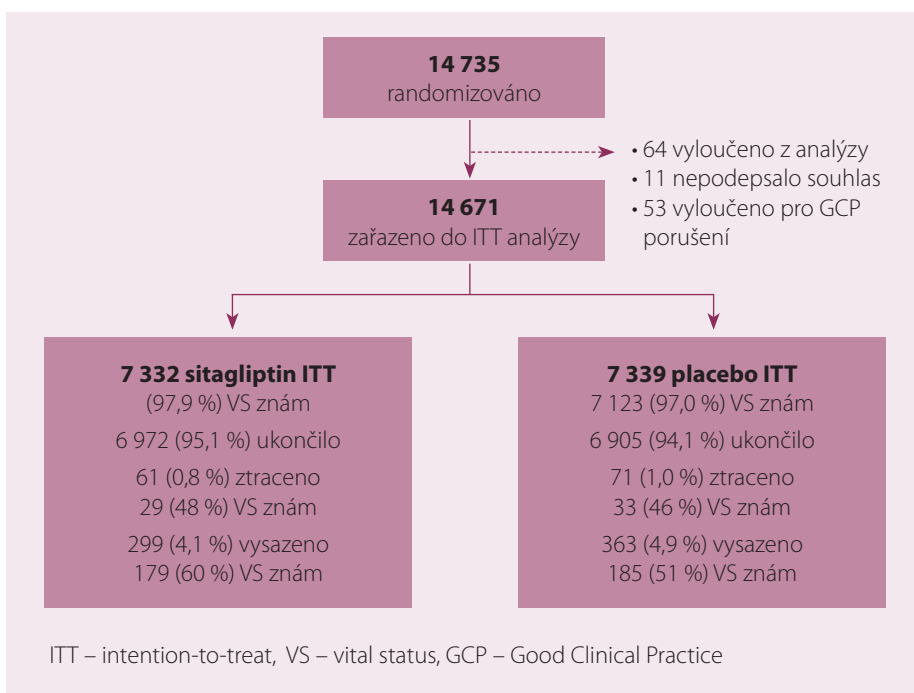 14 735
randomizováno
• 64 vyloučeno z analýzy
• 11 nepodepsalo souhlas
• 53 vyloučeno pro GCP
porušení
14 671
zařazeno do ITT analýzy
7 332 sitagliptin ITT
(97,9 %) VS znám
6 972 (95,1 %) ukončilo
61 (0,8 %) ztraceno
29 (48 %) VS znám
299 (4,1 %) vysazeno
179 (60 %) VS znám
7 339 placebo ITT
7 123 (97,0 %) VS znám
6 905 (94,1 %) ukončilo
71 (1,0 %) ztraceno
33 (46 %) VS znám
363 (4,9 %) vysazeno
185 (51 %) VS znám
ITT – intention-to-treat, VS – vital status, GCP – Good Clinical Practice